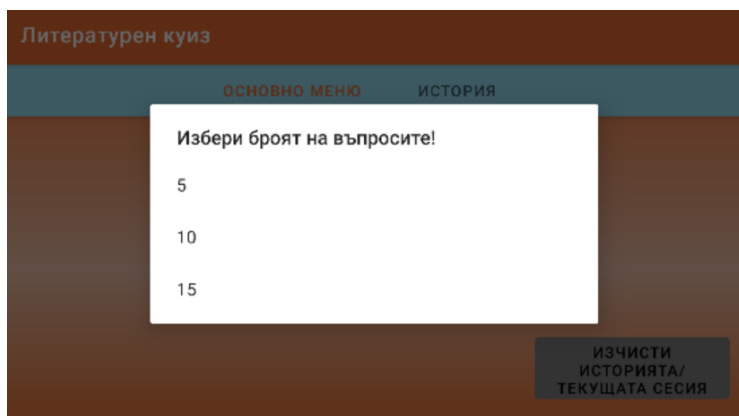 Литературен куиз
ОСНОВНО МЕНЮ ИСТОРИЯ
Избери броят на въпросите!
5
10
15
ИЗЧИСТИ
ИСТОРИЯТА/
ТЕКУЩАТА СЕСИЯ